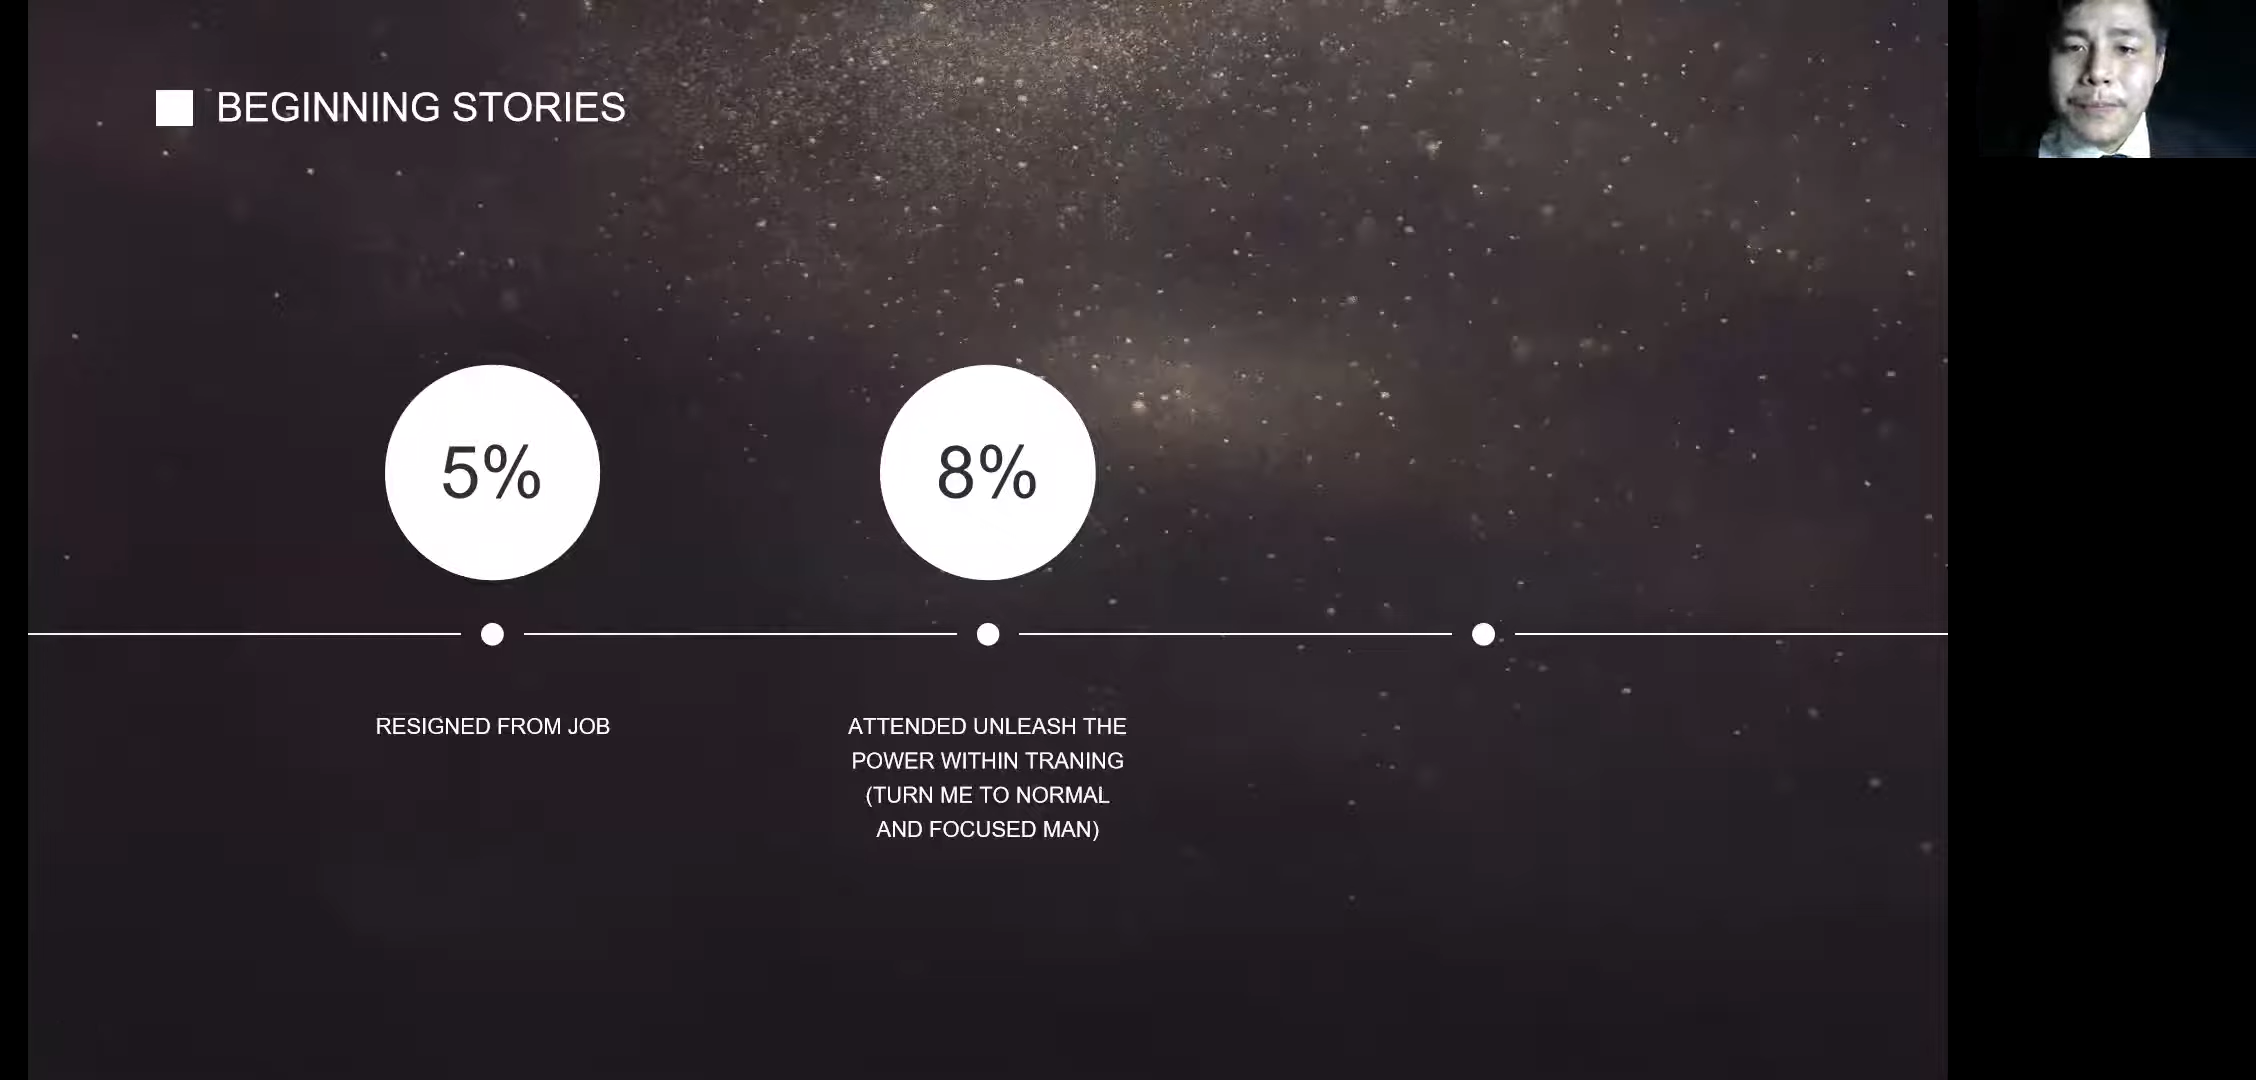 BEGINNING STORIES
5%
8%
RESIGNED FROM JOB
ATTENDED UNLEASH THE
POWER WITHIN TRANING
(TURN ME TO NORMAL
AND FOCUSED MAN)